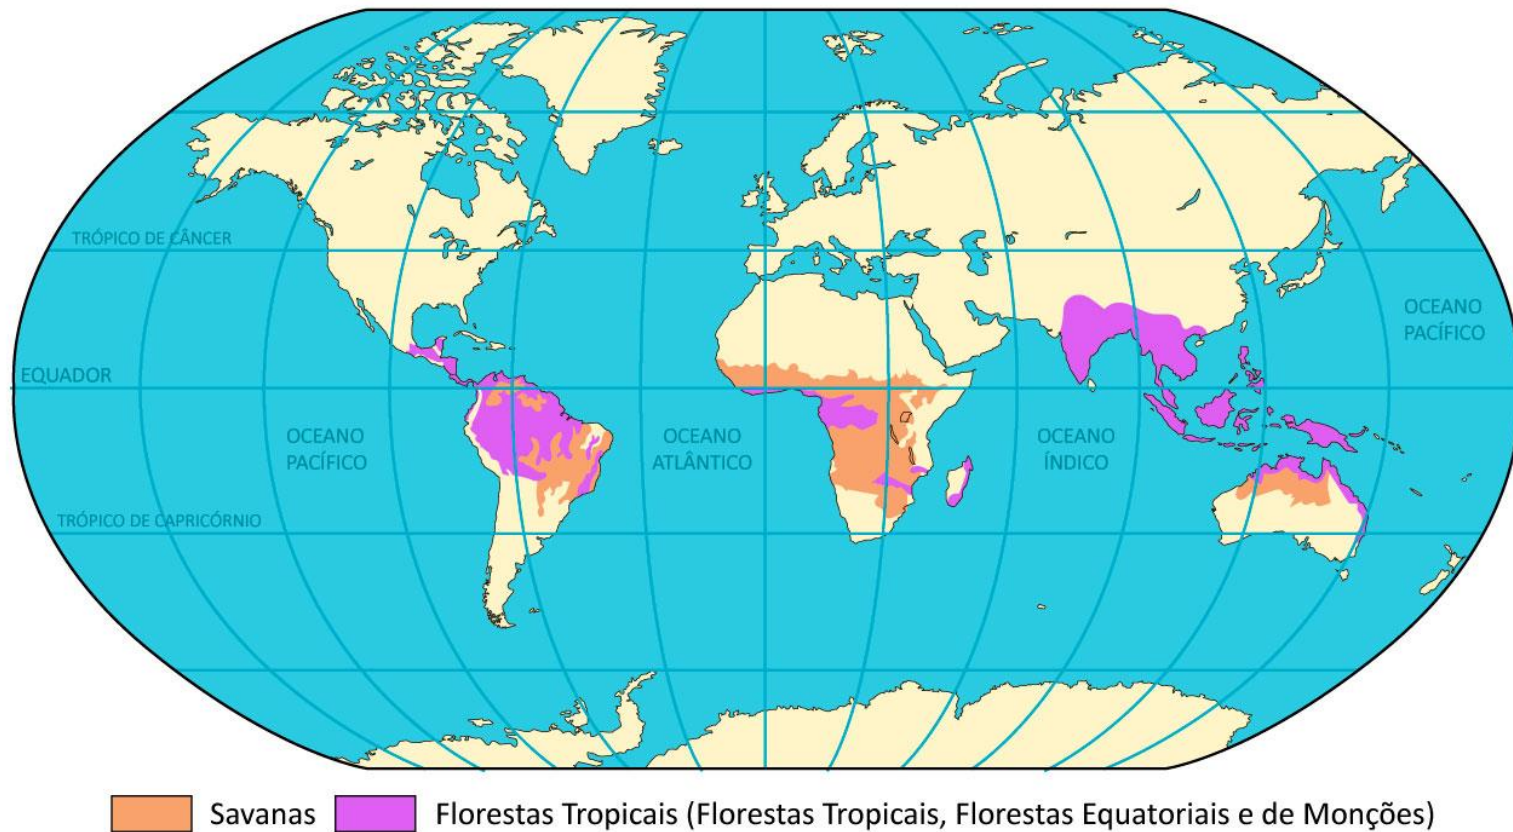 TRÓPICO DE CÂNCER
OCEANO
PACÍFICO
EQUADOR
OCEANO
PACÍFICO
OCEANO
ATLÂNTICO
OCEANO
ÍNDICO
TRÓPICO DE CAPRICÓRNIO
Savanas
Florestas Tropicais (Florestas Tropicais, Florestas Equatoriais e de Monções)